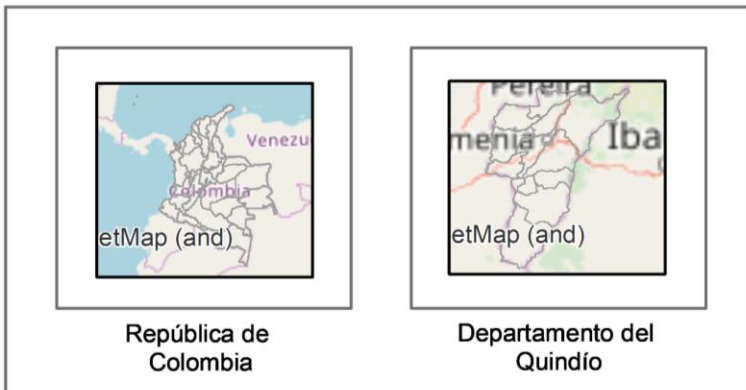 Venezu
Colombia
etMap (and)
República de
Colombia
Pereira
menia
Iba
etMap (and)
Departamento del
Quindío